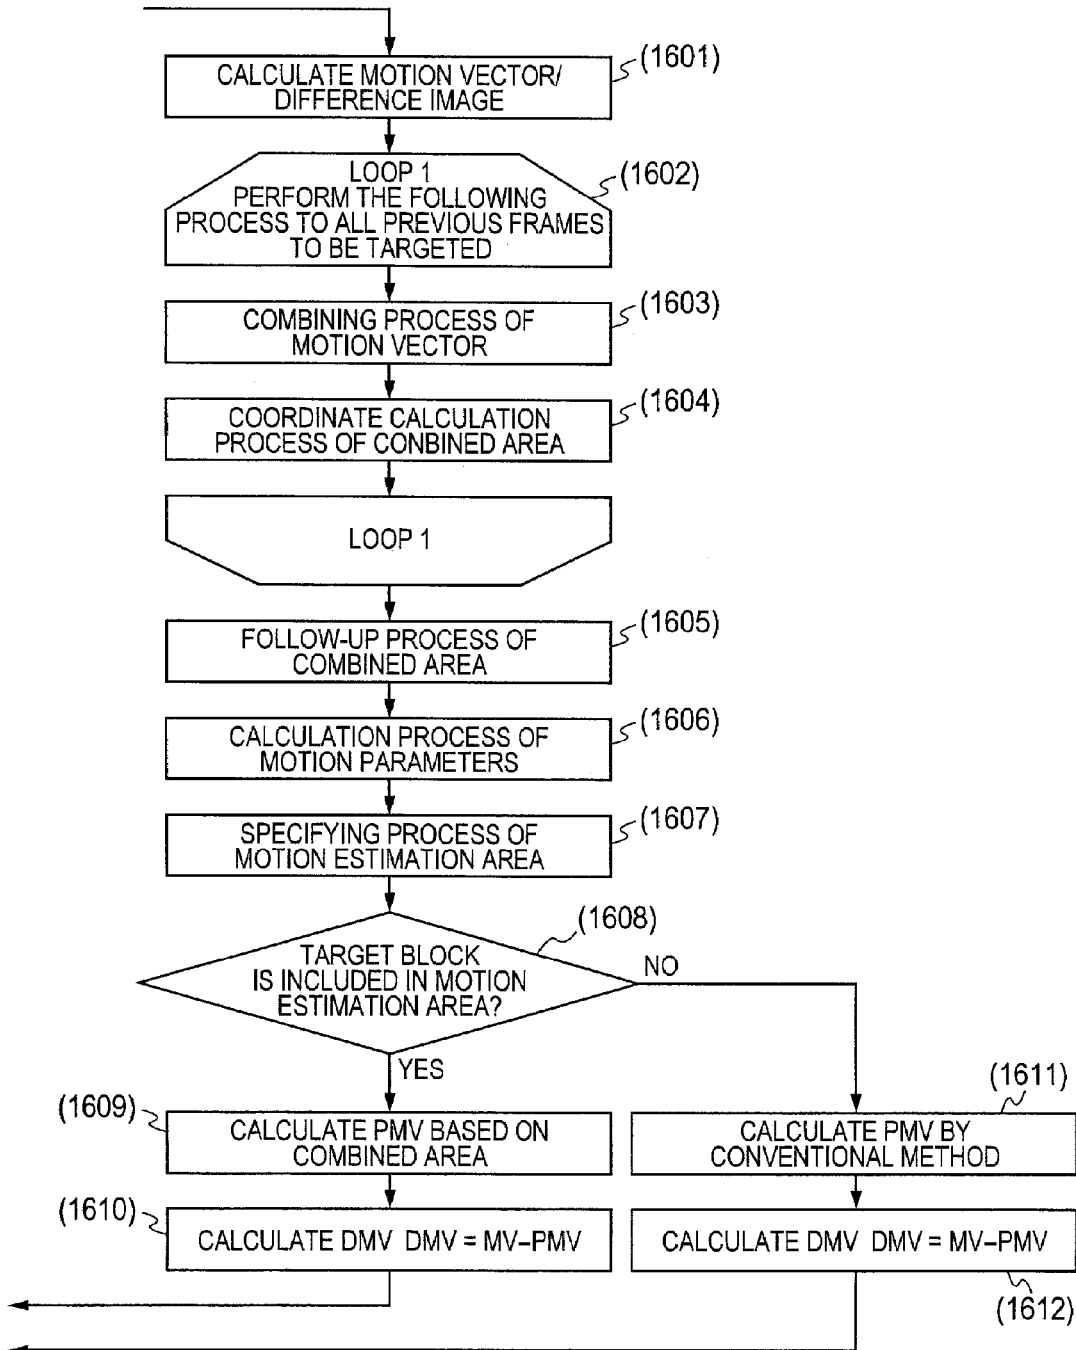 (1601)
CALCULATE MOTION VECTOR/
DIFFERENCE IMAGE
(1602)
LOOP 1
PERFORM THE FOLLOWING
PROCESS TO ALL PREVIOUS FRAMES
TO BE TARGETED
(1603)
COMBINING PROCESS OF
MOTION VECTOR
(1604)
COORDINATE CALCULATION
PROCESS OF CONBINED AREA
LOOP 1
(1605)
FOLLOW-UP PROCESS OF
COMBINED AREA
(1606)
CALCULATION PROCESS OF
MOTION PARAMETERS
(1607)
SPECIFYING PROCESS OF
MOTION ESTIMATION AREA
(1608)
TARGET BLOCK
IS INCLUDED IN MOTION
ESTIMATION AREA?
NO
YES
(1609)
CALCULATE PMV BASED ON
COMBINED AREA
(1610)
CALCULATE DMV DMV = MV–PMV
(1611)
CALCULATE PMV BY
CONVENTIONAL METHOD
CALCULATE DMV DMV = MV–PMV
(1612)